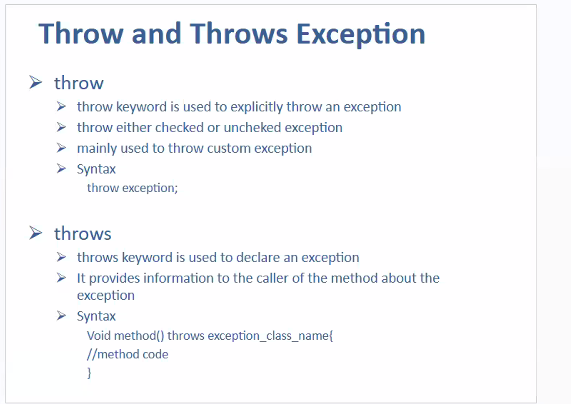 Throw and Throws Exception
throw
throw keyword is used to explicitly throw an exception
throw either checked or uncheked exception
mainly used to throw custom exception
Syntax
throw exception;
throws
throws keyword is used to declare an exception
It provides information to the caller of the method about the
exception
Syntax
Void method() throws exception_class_name{
//method code
}